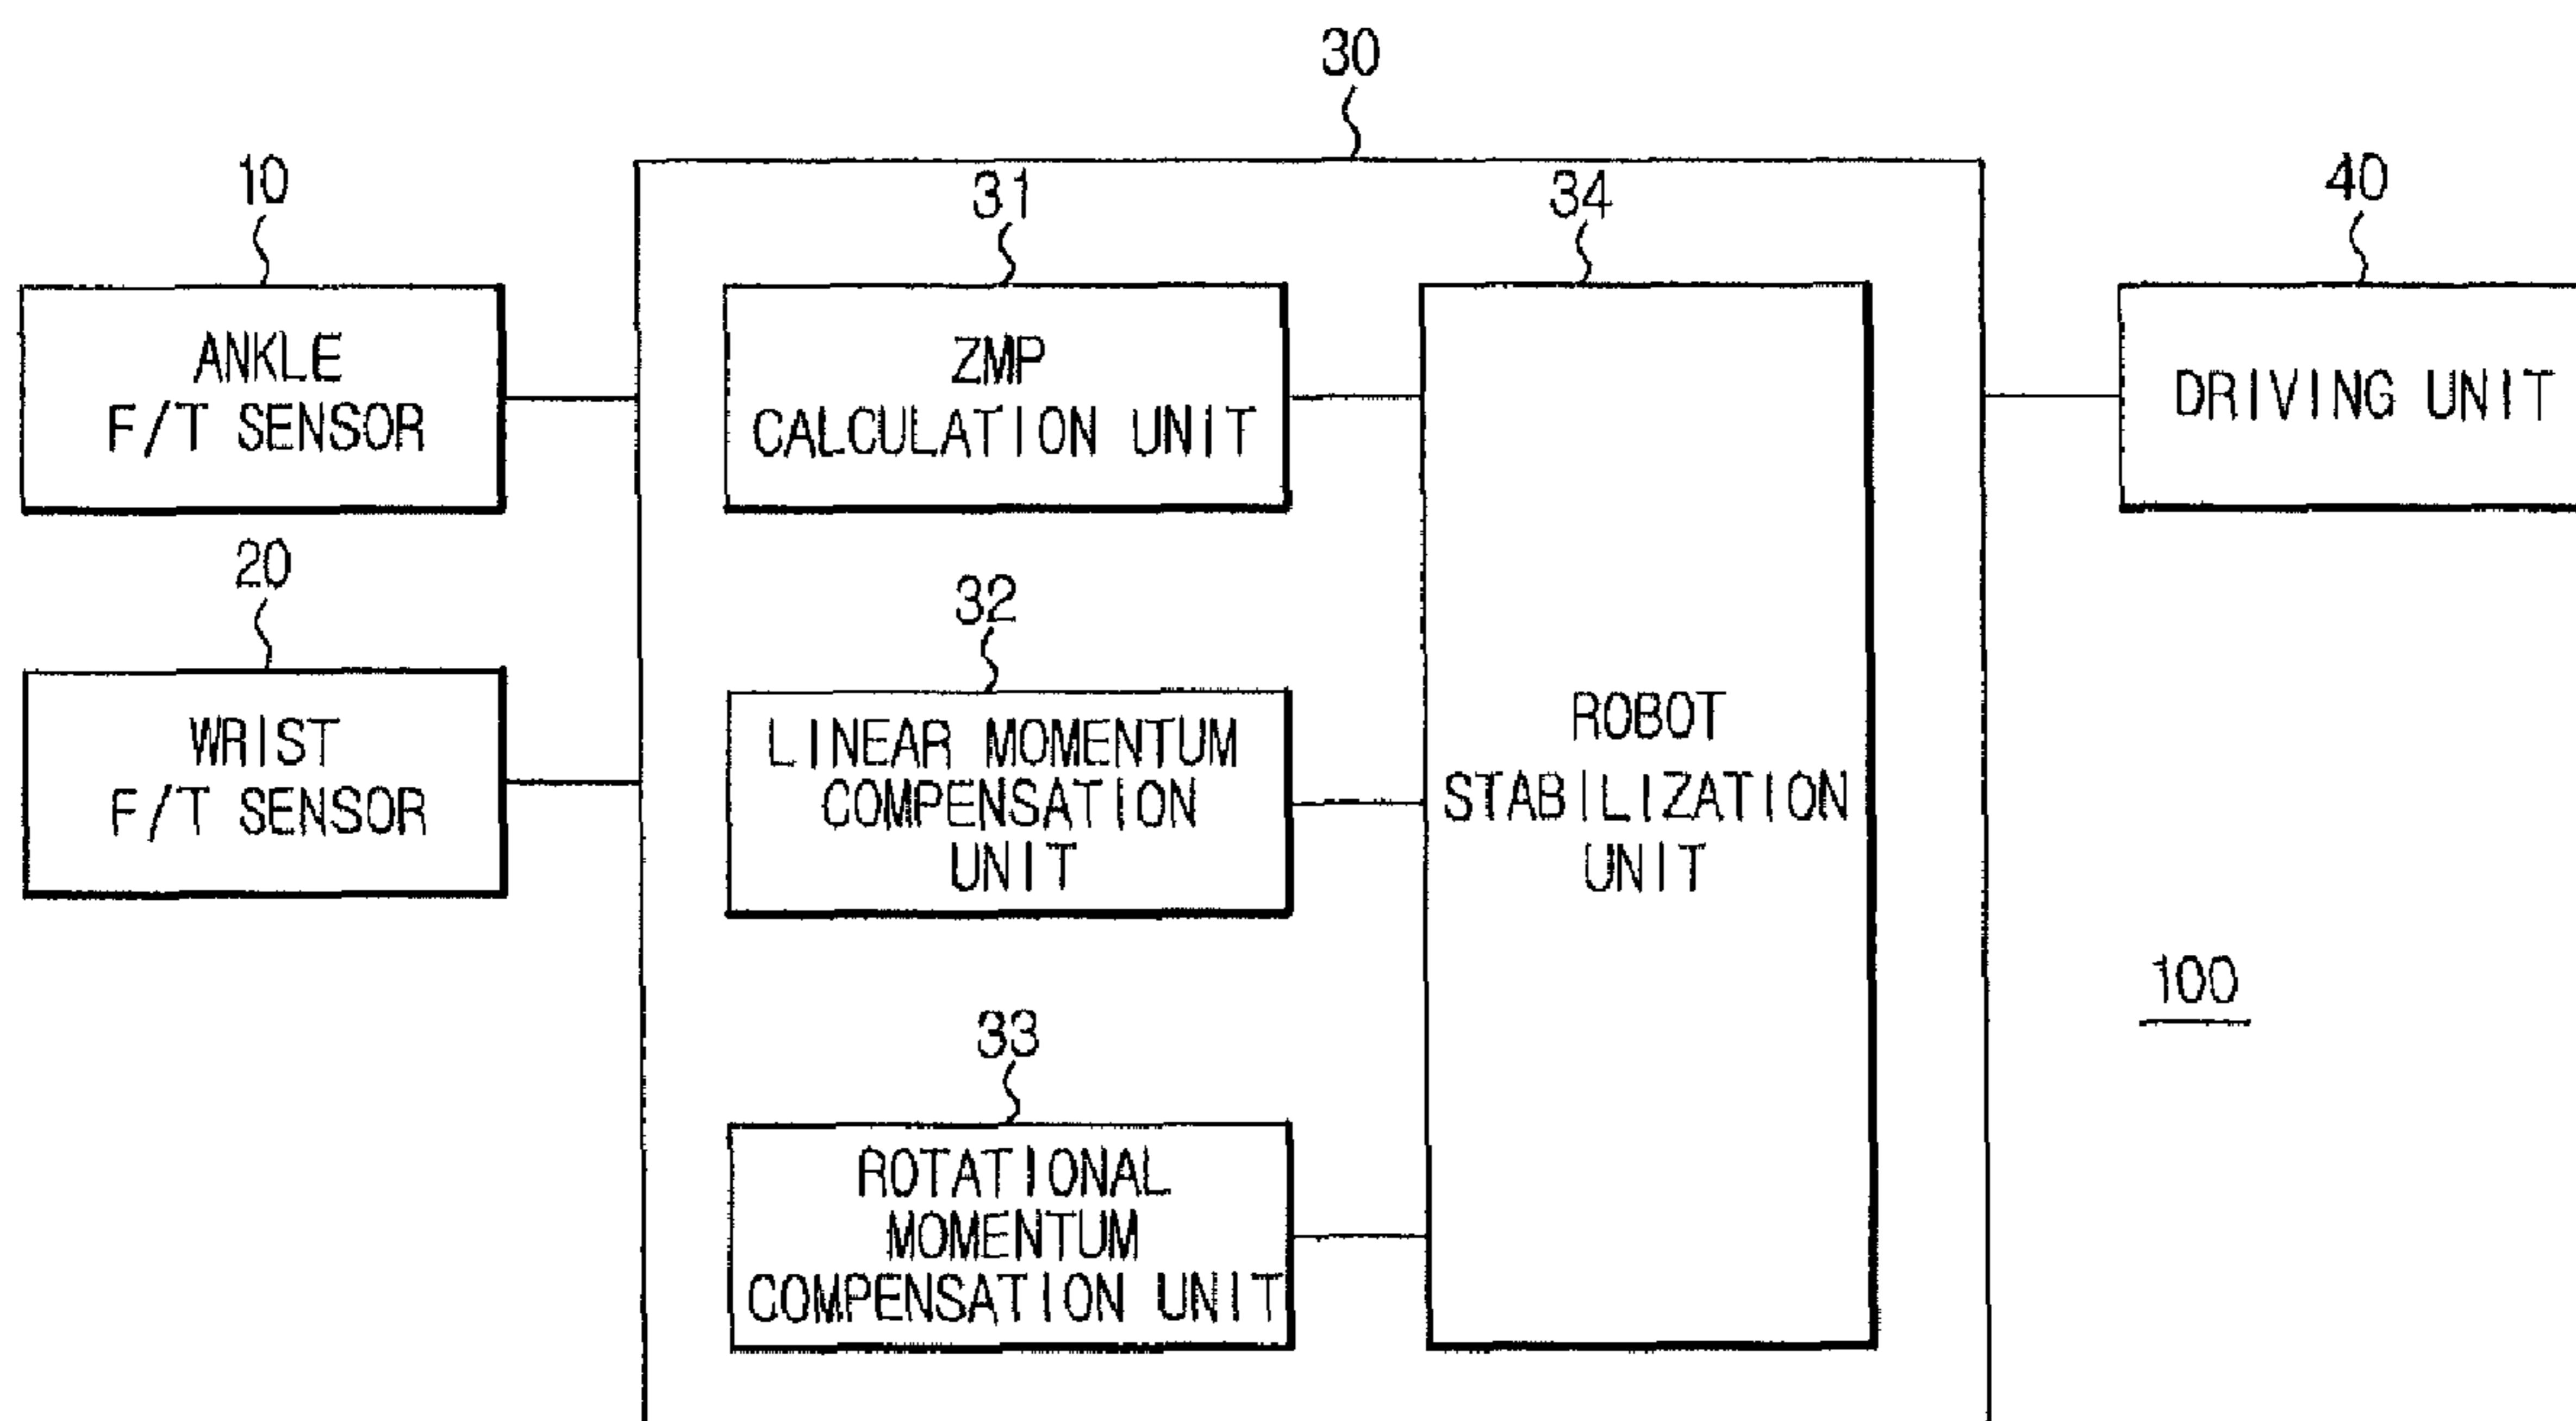 30
10
31
34
40
ANKLE
F/T SENSOR
ZMP
CALCULATION UNIT
DRIVING UNIT
20
32
WRIST
F/T SENSOR
LINEAR MOMENTUM
COMPENSATION
UNIT
ROBOT
STABILIZATION
UNIT
100
33
ROTATIONAL
MOMENTUM
COMPENSATION UNIT